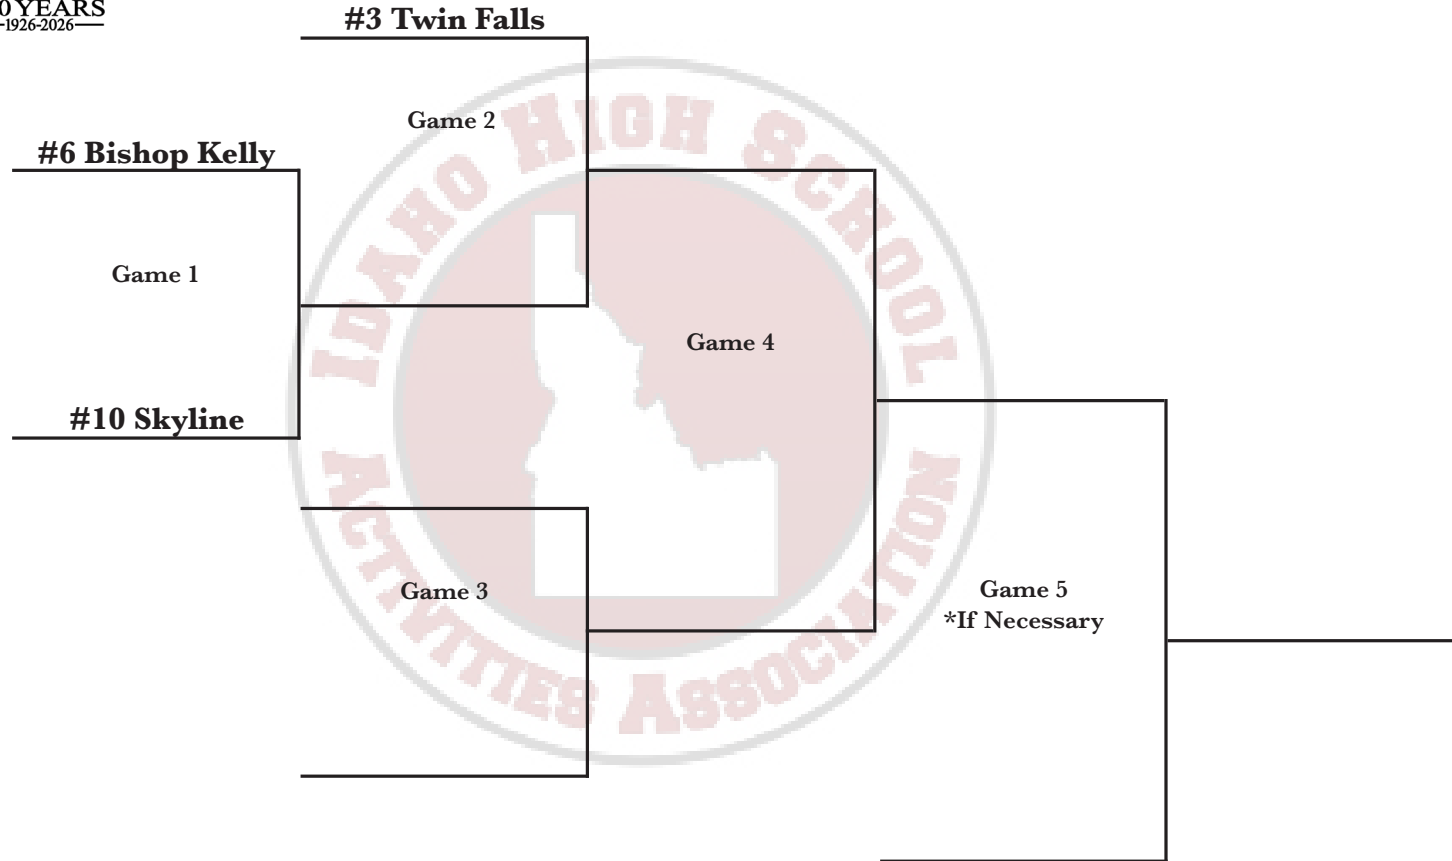 YEARS
1926-2026
#3 Twin Falls
Game 2
#6 Bishop Kelly
Game 1
#10 Skyline
Game 4
Game 3
Game 5
*If Necessary
IDAHO HIGH SCHOOL
ACTIVITIES ASSOCIATION